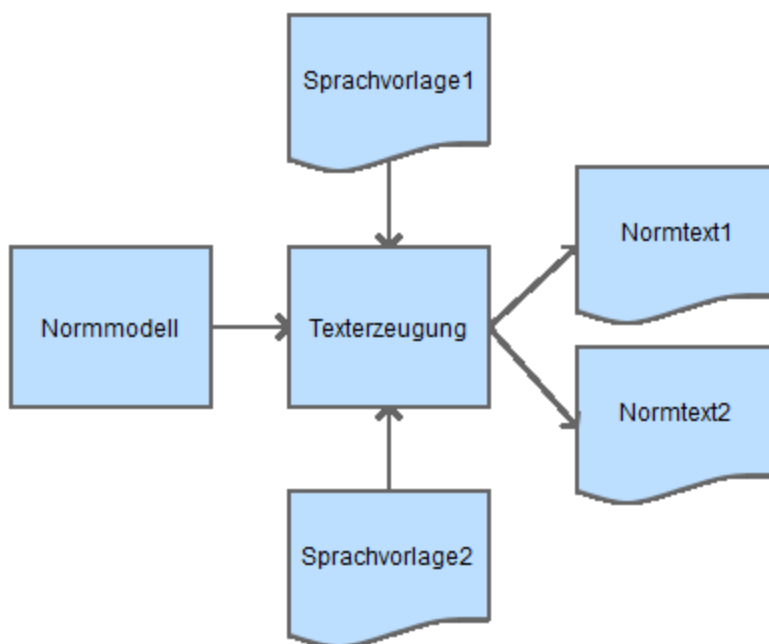 Sprachvorlage1
Normtext1
Normmodell
Texterzeugung
Normtext2
Sprachvorlage2